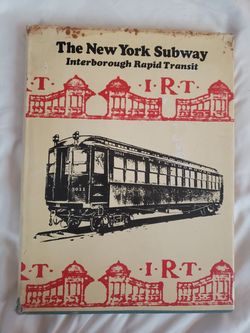 The New York Subway
Interborough Rapid Transit
R · T · I · R · T ·
R · T · I · R · T ·